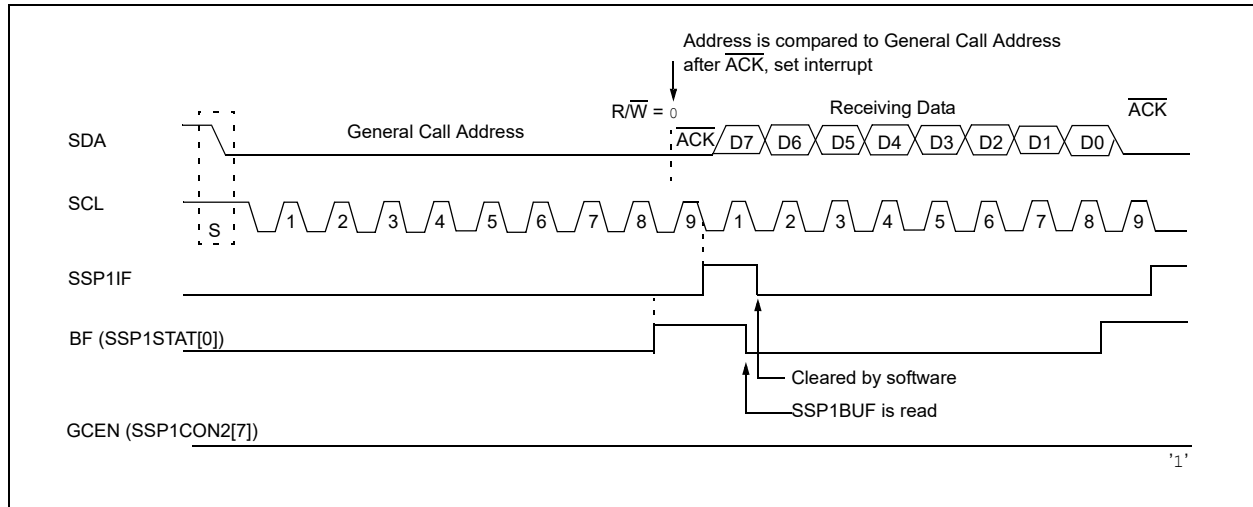 Address is compared to General Call Address
after ACK, set interrupt
R/W = 0
Receiving Data
ACK
General Call Address
SDA
ACK D7 D6 D5 D4 D3 D2 D1 D0
SCL
S
1 2 3 4 5 6 7 8 9 1 2 3 4 5 6 7 8 9
SSP1IF
BF (SSP1STAT[0])
Cleared by software
SSP1BUF is read
GCEN (SSP1CON2[7])
'1'